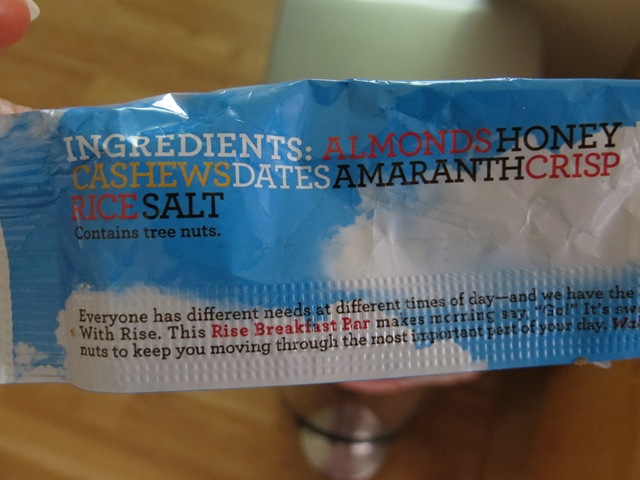 INGREDIENTS: ALMONDS HONEY
CASHEWS DATES AMARANTH CRISP
RICE SALT
Contains tree nuts.
Everyone has different needs at different times of day—and we have the
With Rise. This Rise Breakfast Bar makes morning say, "Go!" It's
nuts to keep you moving through the most important part of your day.